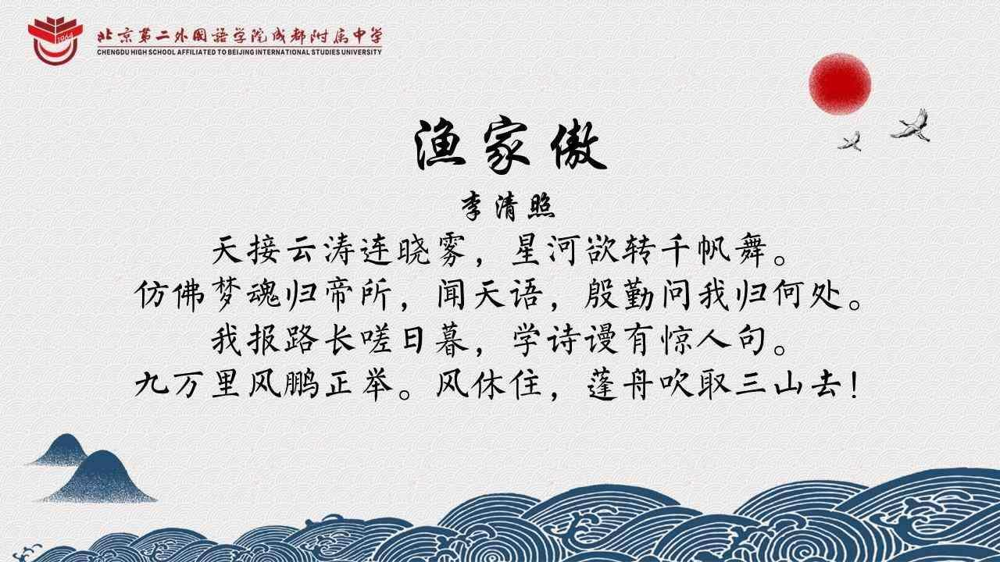 1964
北京第二外国语学院成都附属中学
CHENGDU HIGH SCHOOL AFFILIATED TO BEIJING INTERNATIONAL STUDIES UNIVERSITY
渔家傲
李清照
天接云涛连晓雾，星河欲转千帆舞。
仿佛梦魂归帝所，闻天语，殷勤问我归何处。
我报路长嗟日暮，学诗谩有惊人句。
九万里风鹏正举。风休住，蓬舟吹取三山去！